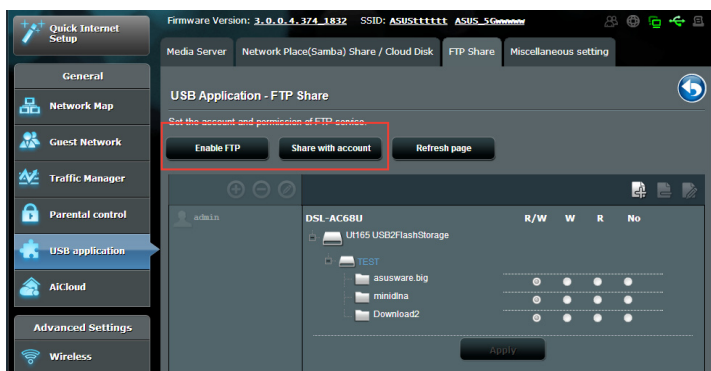 Quick Internet Setup
Firmware Version: 3.0.0.4.374_1832 SSID: ASUSttttt ASUS_5G
Media Server Network Place(Samba) Share / Cloud Disk FTP Share Miscellaneous setting
General
Network Map
Guest Network
Traffic Manager
Parental control
USB application
AiCloud
Advanced Settings
Wireless
USB Application - FTP Share
Set the account and permission of FTP service.
Enable FTP Share with account Refresh page
admin
DSL-AC68U R/W W R No
Ut165 USB2FlashStorage
TEST
asusware.big
minidlna
Download2
Apply